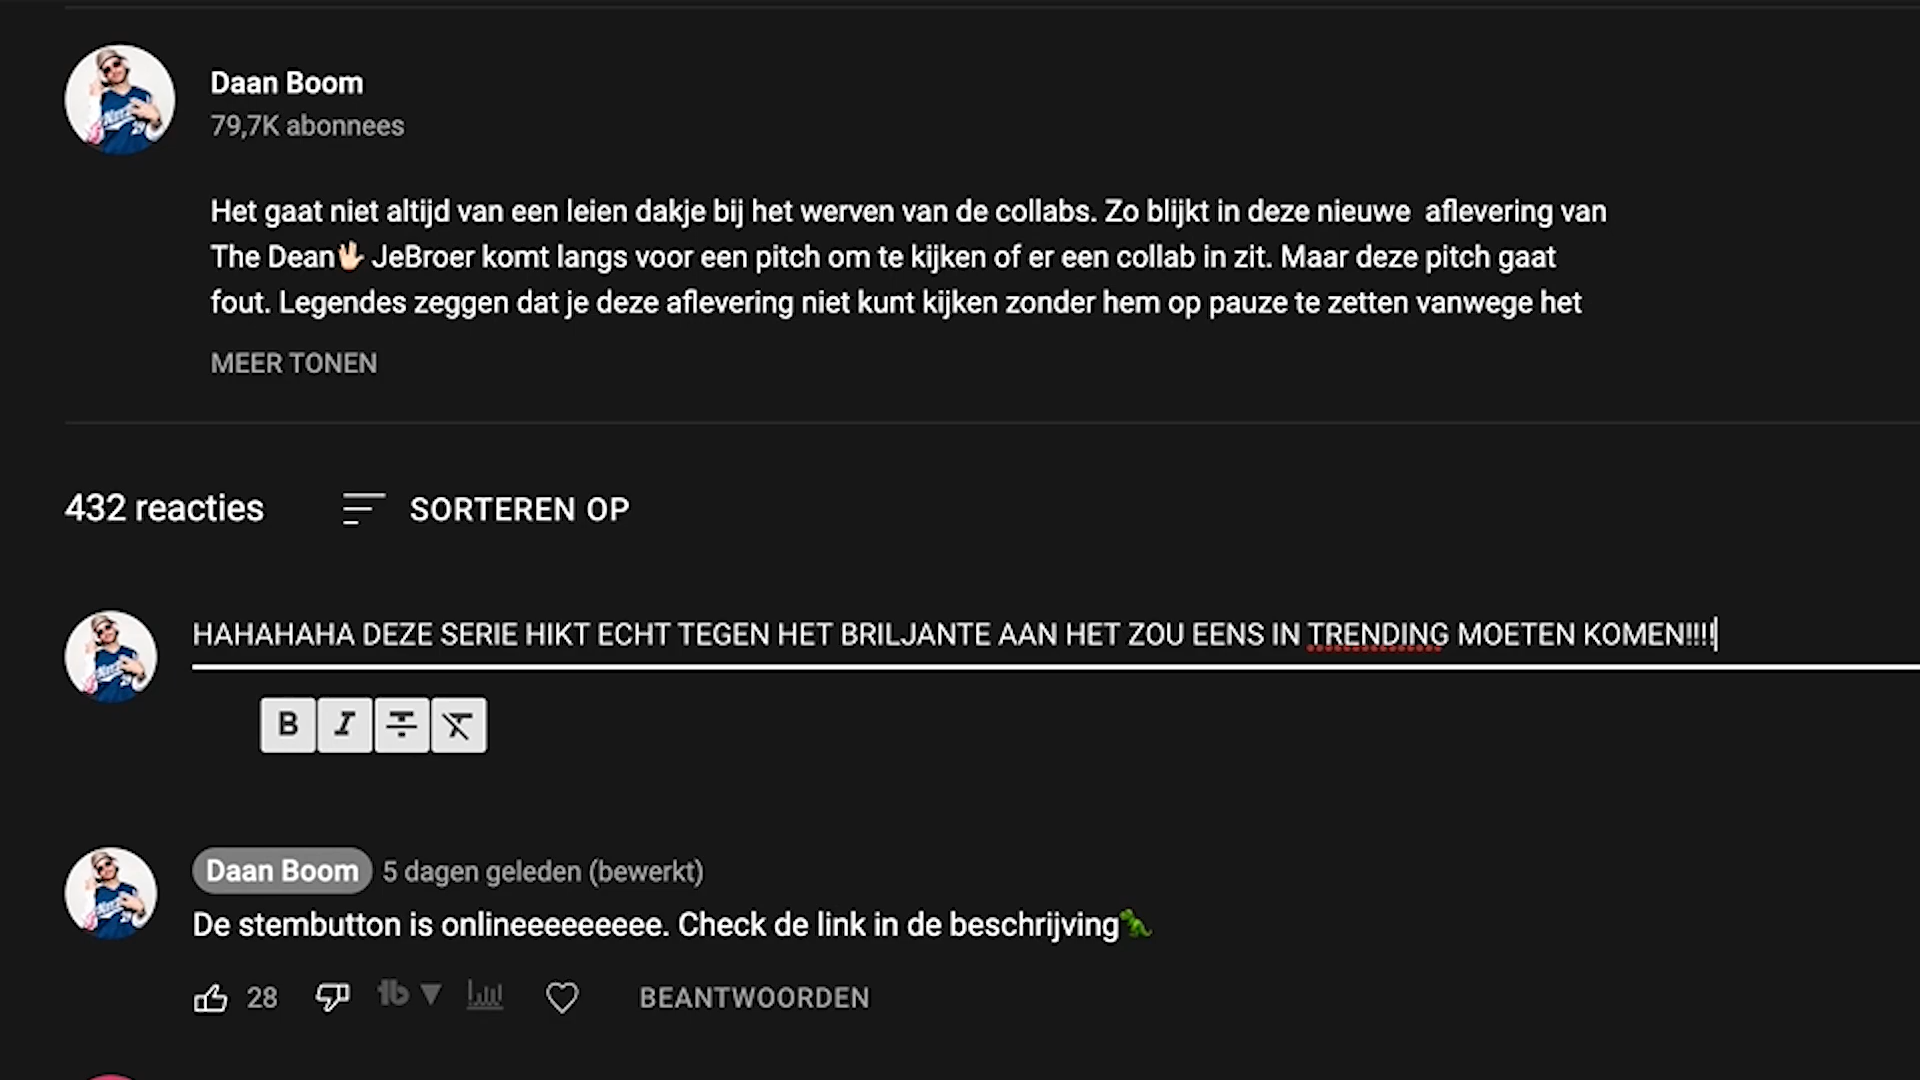 Daan Boom
79,7K abonnees
Het gaat niet altijd van een leien dakje bij het werven van de collabs. Zo blijkt in deze nieuwe  aflevering van
The Dean🖖🏻 JeBroer komt langs voor een pitch om te kijken of er een collab in zit. Maar deze pitch gaat
fout. Legendes zeggen dat je deze aflevering niet kunt kijken zonder hem op pauze te zetten vanwege het
MEER TONEN
432 reacties
SORTEREN OP
HAHAHAHA DEZE SERIE HIKT ECHT TEGEN HET BRILJANTE AAN HET ZOU EENS IN TRENDING MOETEN KOMEN!!!!
B I T T
Daan Boom 5 dagen geleden (bewerkt)
De stembutton is onlineeeeeeeee. Check de link in de beschrijving🦖
28 tb ▼ BEANTWOORDEN